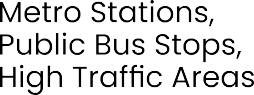 Metro Stations,
Public Bus Stops,
High Traffic Areas